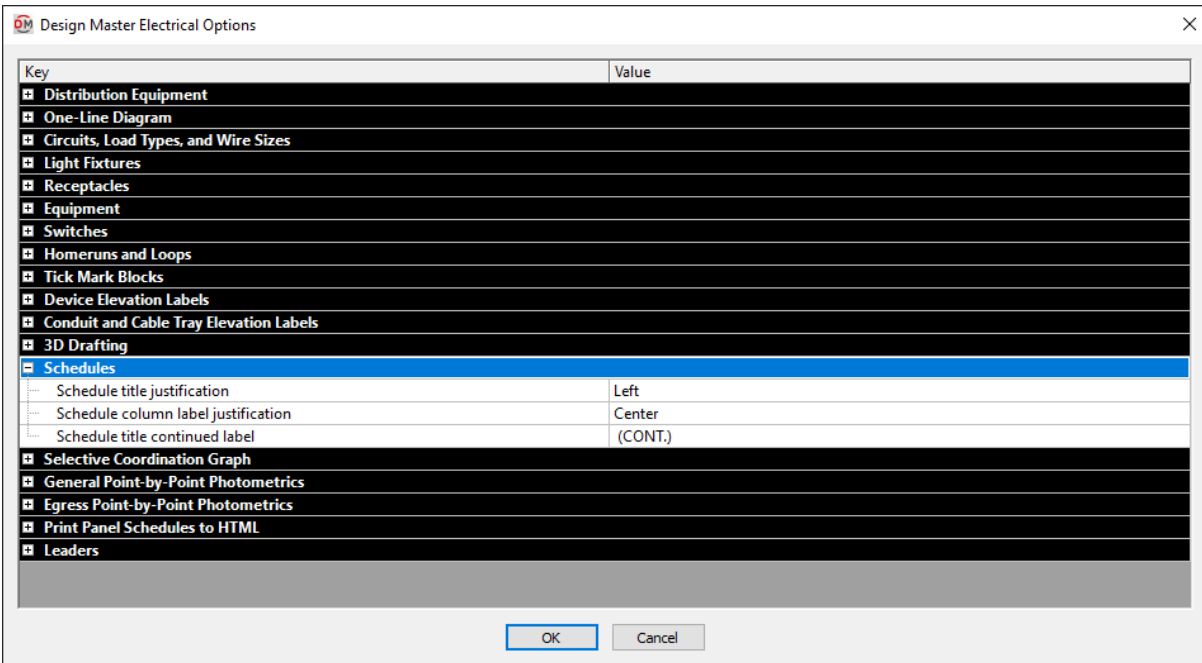 DM Design Master Electrical Options
Key Value
Distribution Equipment
One-Line Diagram
Circuits, Load Types, and Wire Sizes
Light Fixtures
Receptacles
Equipment
Switches
Homeruns and Loops
Tick Mark Blocks
Device Elevation Labels
Conduit and Cable Tray Elevation Labels
3D Drafting
Schedules
Schedule title justification Left
Schedule column label justification Center
Schedule title continued label (CONT.)
Selective Coordination Graph
General Point-by-Point Photometrics
Egress Point-by-Point Photometrics
Print Panel Schedules to HTML
Leaders
OK Cancel